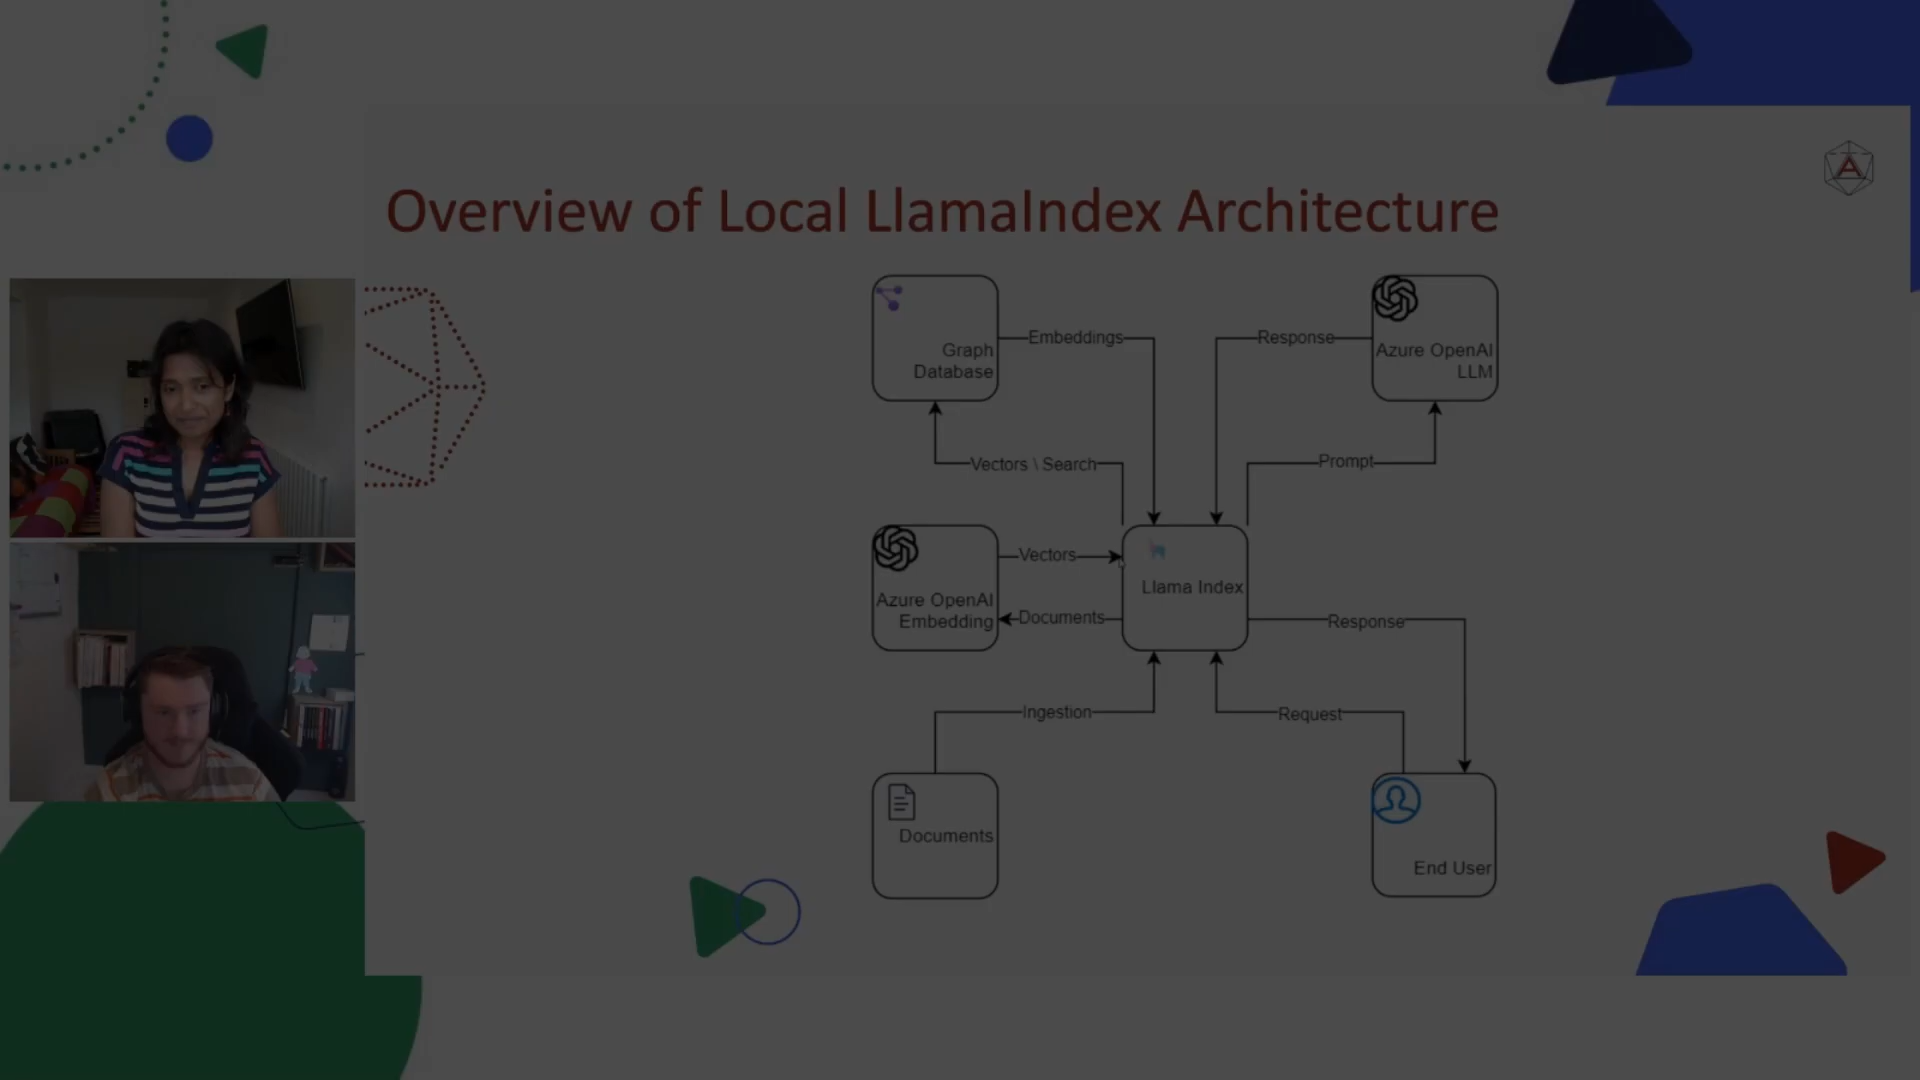 Overview of Local LlamaIndex Architecture
Graph
Database
Embeddings
Response
Azure OpenAI
LLM
Vectors \ Search
Prompt
Azure OpenAI
Embedding
Vectors
Documents
Llama Index
Response
Ingestion
Request
Documents
End User
A